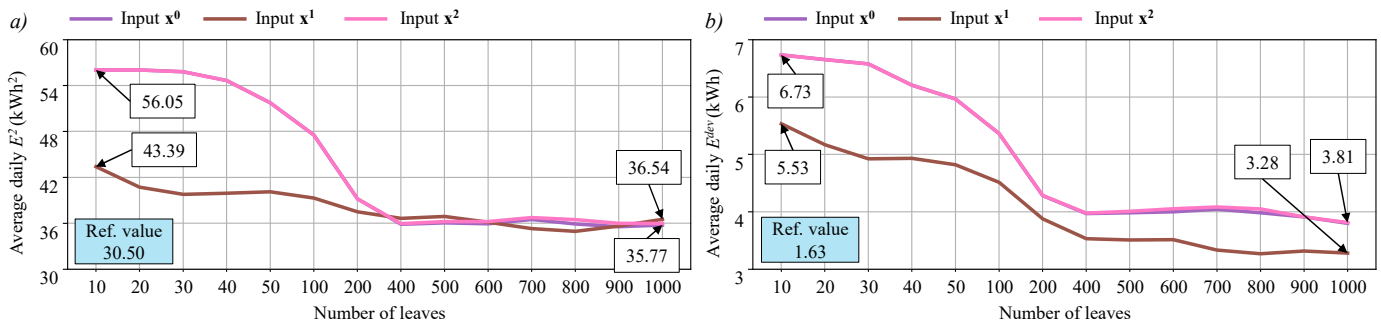 a)
Input x⁰
Input x¹
Input x²
Average daily E² (kWh²)
60
54
48
42
36
30
56.05
43.39
36.54
35.77
Ref. value
30.50
10 20 30 40 50 100 200 400 500 600 700 800 900 1000
Number of leaves
b)
Input x⁰
Input x¹
Input x²
Average daily Eᵈᵉᵛ (kWh)
7
6
5
4
3
6.73
5.53
3.28
3.81
Ref. value
1.63
10 20 30 40 50 100 200 400 500 600 700 800 900 1000
Number of leaves